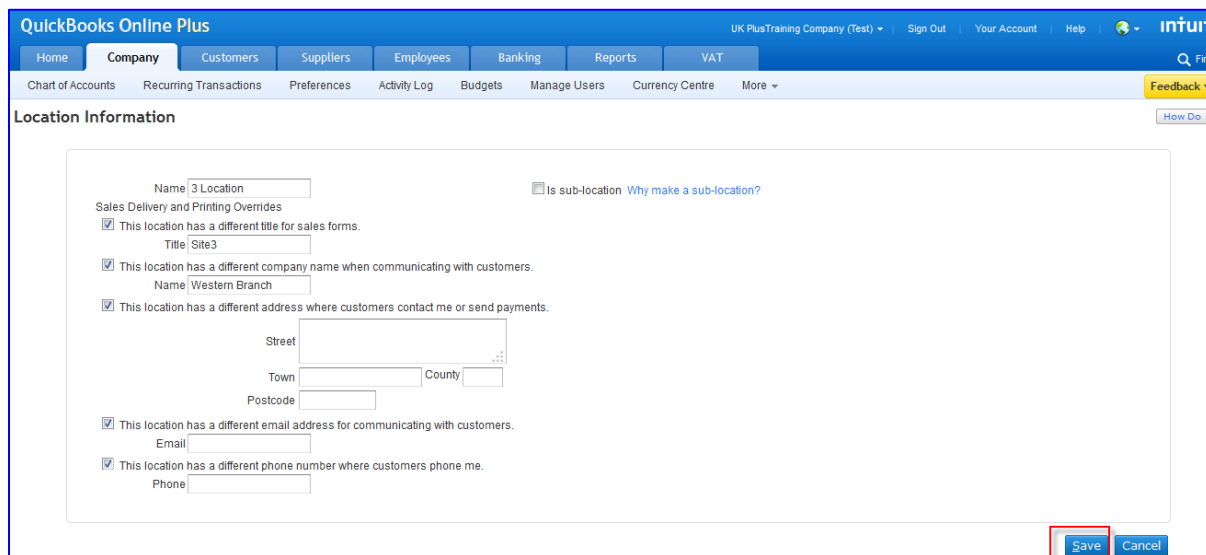 QuickBooks Online Plus
UK PlusTraining Company (Test) Sign Out Your Account Help
Home Company Customers Suppliers Employees Banking Reports VAT
Chart of Accounts Recurring Transactions Preferences Activity Log Budgets Manage Users Currency Centre More
Feedback
Location Information
How Do
Name 3 Location
Is sub-location Why make a sub-location?
Sales Delivery and Printing Overrides
This location has a different title for sales forms.
Title Site3
This location has a different company name when communicating with customers.
Name Western Branch
This location has a different address where customers contact me or send payments.
Street
Town County
Postcode
This location has a different email address for communicating with customers.
Email
This location has a different phone number where customers phone me.
Phone
Save Cancel